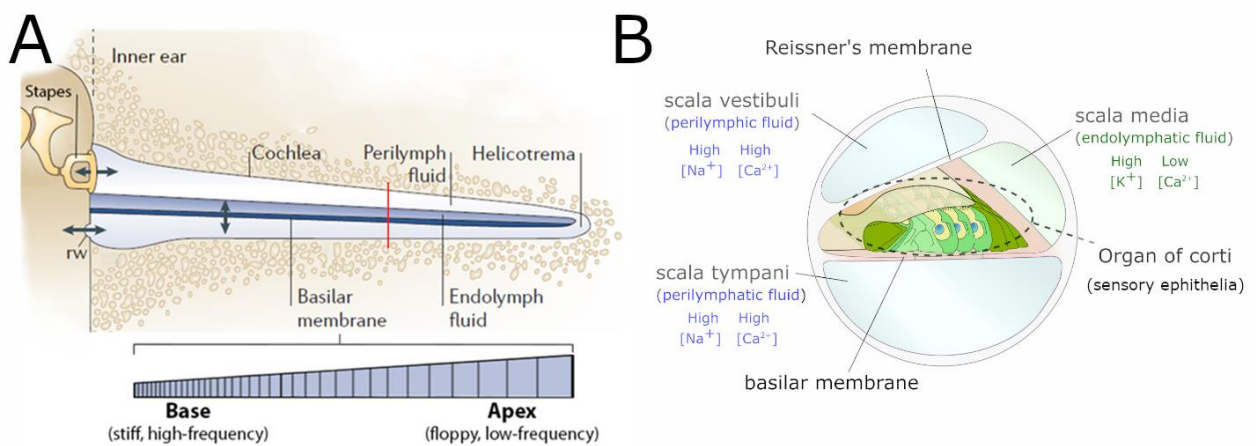 A
Inner ear
Stapes
Cochlea
Perilymph
fluid
Helicotrema
rw
Basilar
membrane
Endolymph
fluid
Base
(stiff, high-frequency)
Apex
(floppy, low-frequency)
B
Reissner's membrane
scala vestibuli
(perilymphic fluid)
High High
[Na⁺] [Ca²⁺]
scala media
(endolymphatic fluid)
High Low
[K⁺] [Ca²⁺]
Organ of corti
(sensory ephithelia)
scala tympani
(perilymphatic fluid)
High High
[Na⁺] [Ca²⁺]
basilar membrane